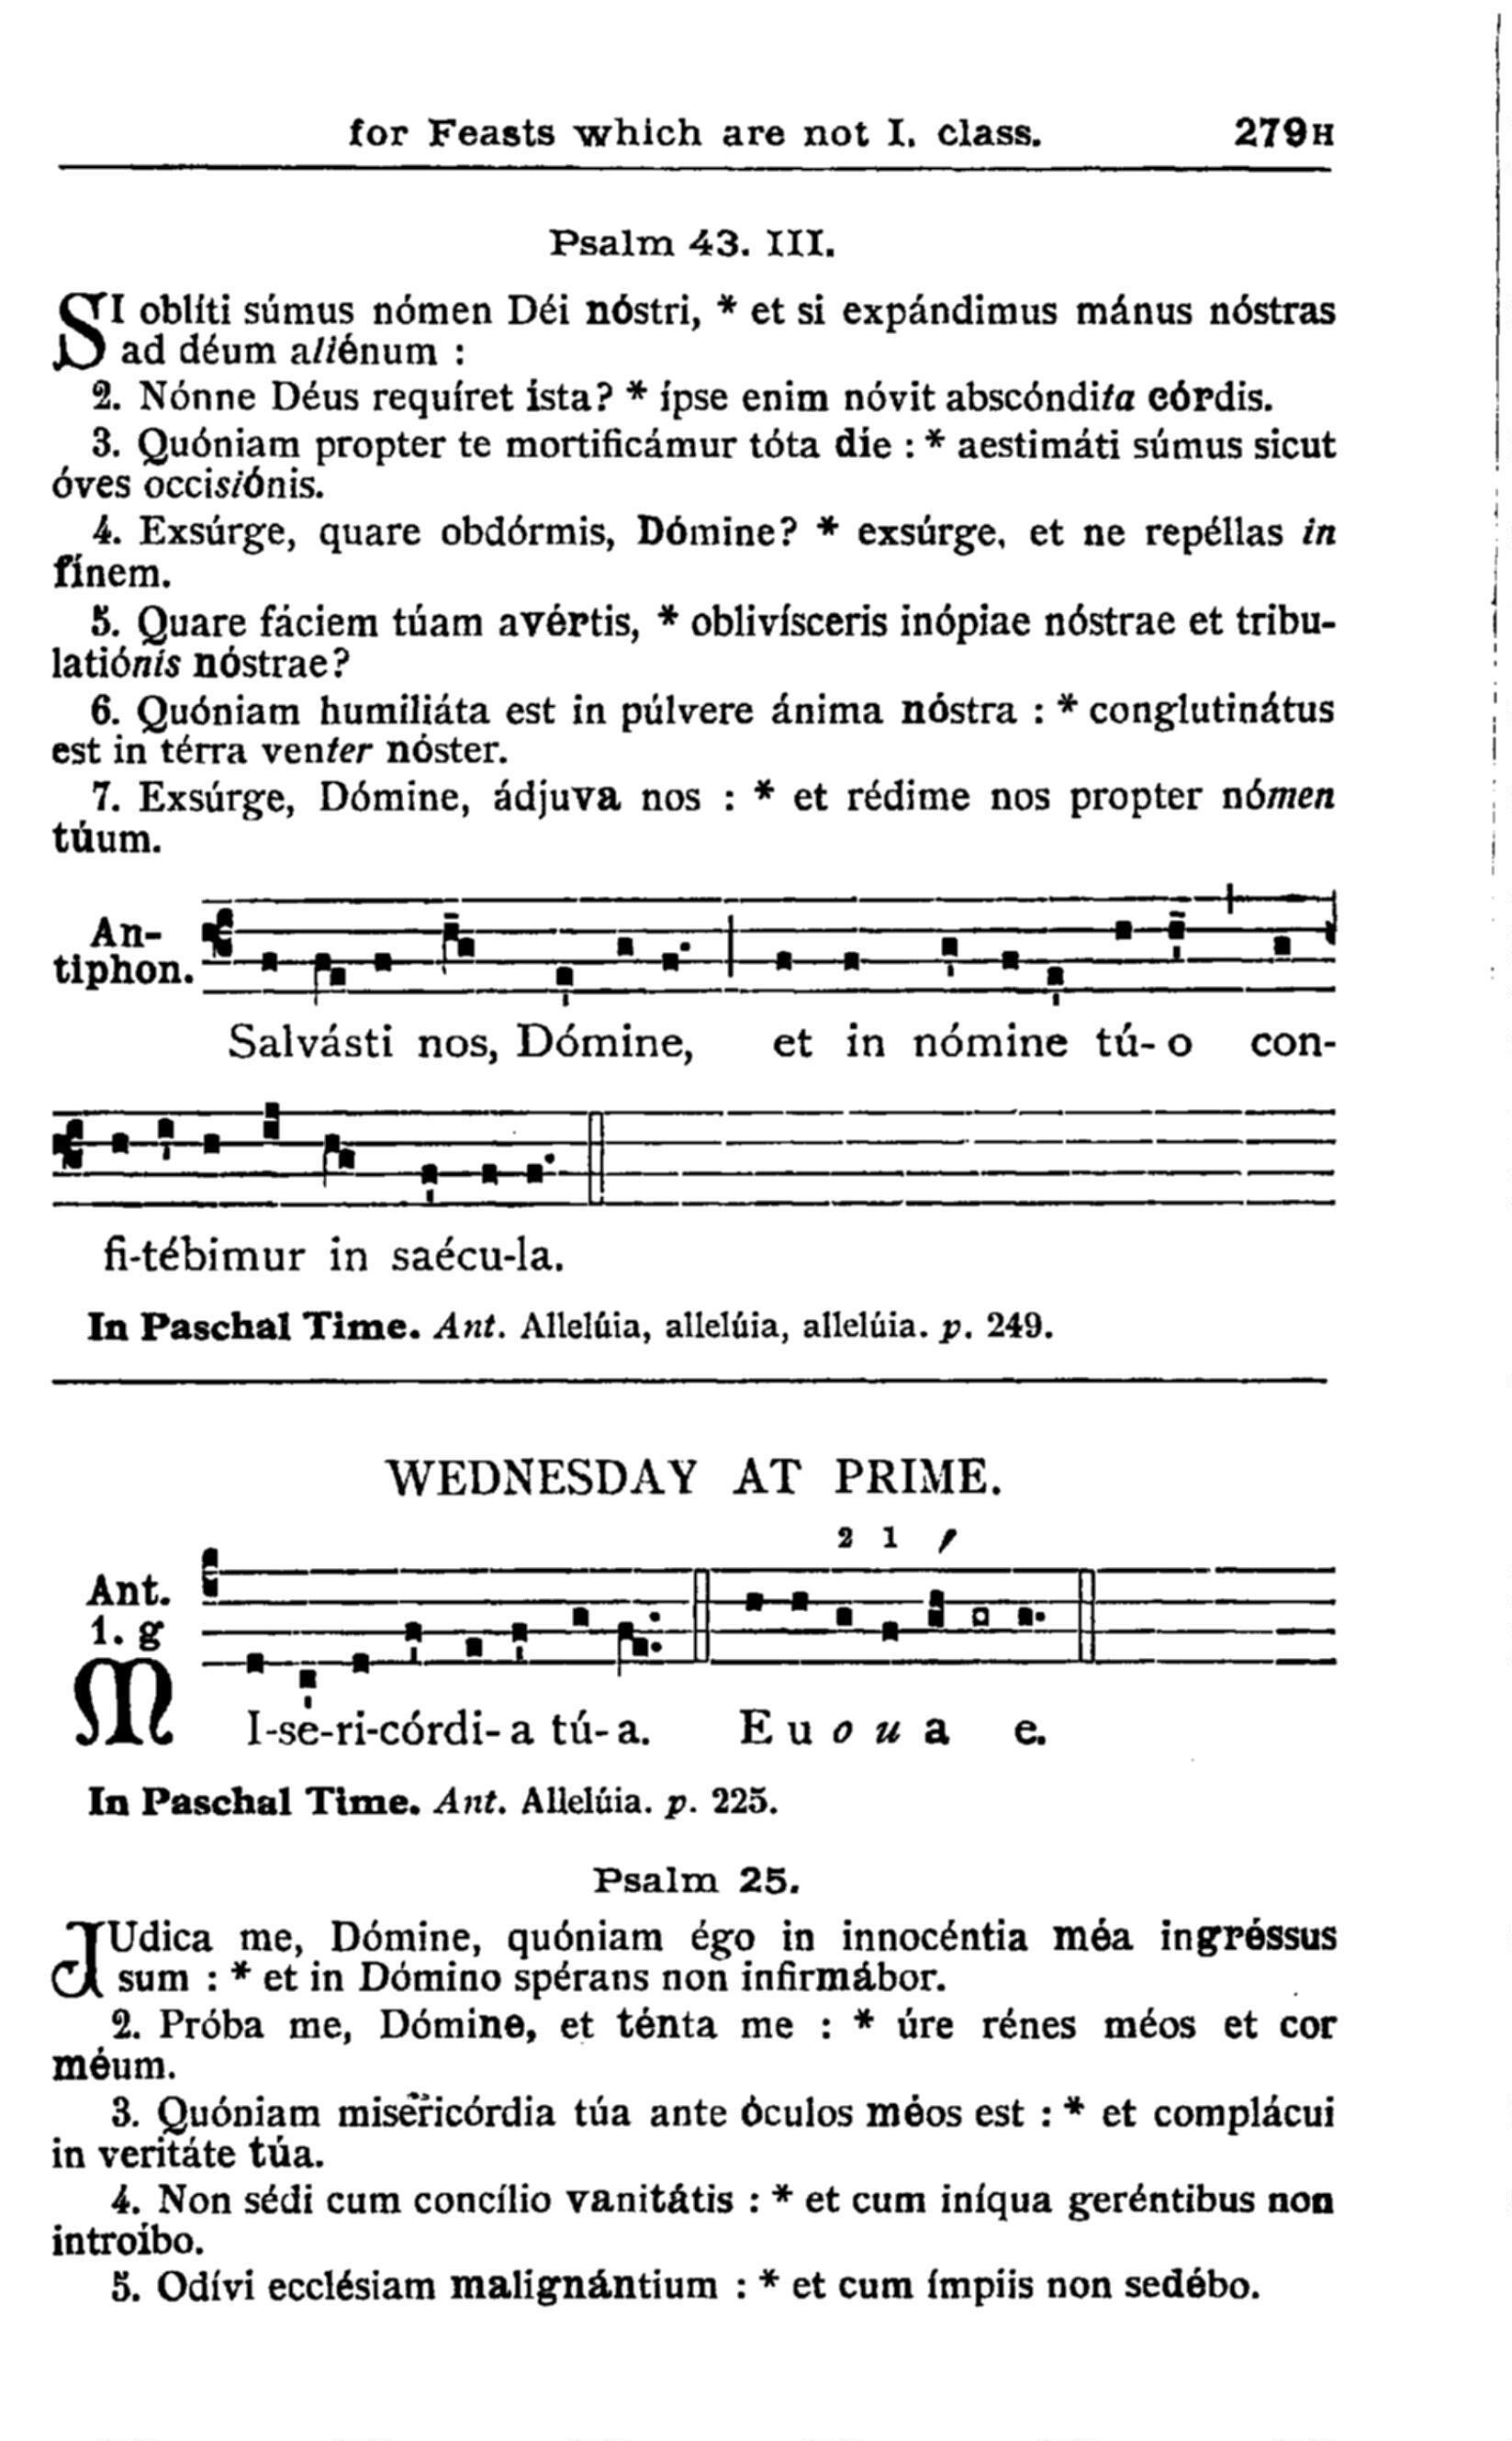 for Feasts which are not I. class. 279H
Psalm 43. III.
SI oblíti súmus nómen Déi nóstri, * et si expándimus mánus nóstras
ad déum aliénum :
2. Nónne Déus requíret ísta? * ípse enim nóvit abscóndita córdis.
3. Quóniam propter te mortificámur tóta díe : * aestimáti súmus sicut
óves occisiónis.
4. Exsúrge, quare obdórmis, Dómine? * exsúrge, et ne repéllas in
fínem.
5. Quare fáciem túam avértis, * oblivísceris inópiae nóstrae et tribu-
latiónis nóstrae?
6. Quóniam humiliáta est in púlvere ánima nóstra : * conglutinátus
est in térra venter nóster.
7. Exsúrge, Dómine, ádjuva nos : * et rédime nos propter nómen
túum.
An-
tiphon.
Salvásti nos, Dómine, et in nómine tú- o con-
fi-tébimur in saécu-la.
In Paschal Time. Ant. Allelúia, allelúia, allelúia. p. 249.
WEDNESDAY AT PRIME.
2 1
Ant.
1. g
MI-se-ri-córdi- a tú- a. E u o u a e.
In Paschal Time. Ant. Allelúia. p. 225.
Psalm 25.
JUdica me, Dómine, quóniam égo in innocéntia méa ingréssus
sum : * et in Dómino spérans non infirmábor.
2. Próba me, Dómine, et ténta me : * úre rénes méos et cor
méum.
3. Quóniam misericórdia túa ante óculos méos est : * et complácui
in veritáte túa.
4. Non sédi cum concílio vanitátis : * et cum iníqua geréntibus non
introíbo.
5. Odívi ecclésiam malignántium : * et cum ímpiis non sedébo.